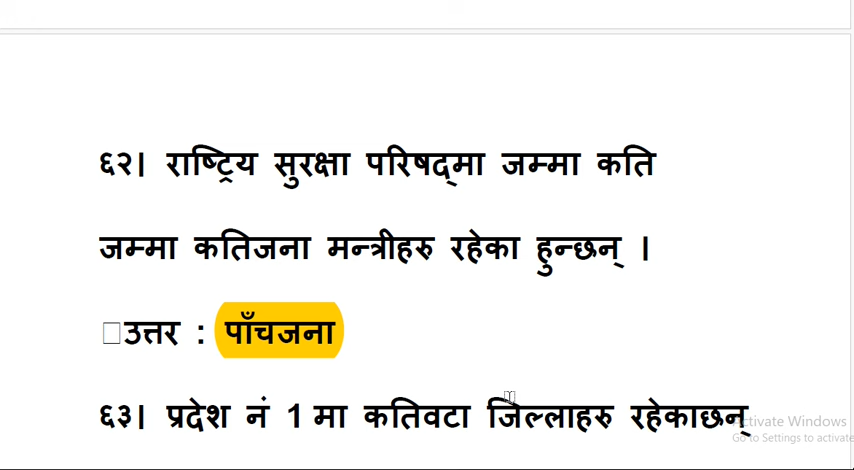 ६२। राष्ट्रिय सुरक्षा परिषद्‌मा जम्मा कति
जम्मा कतिजना मन्त्रीहरु रहेका हुन्छन् ।
उत्तर : पाँचजना
६३। प्रदेश नं 1 मा कतिवटा जिल्लाहरु रहेकाछन्
Activate Windows
Go to Settings to activate